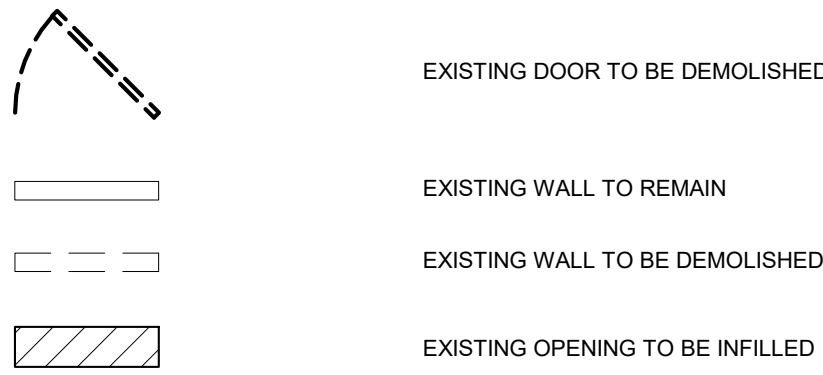 EXISTING DOOR TO BE DEMOLISHED
EXISTING WALL TO REMAIN
EXISTING WALL TO BE DEMOLISHED
EXISTING OPENING TO BE INFILLED